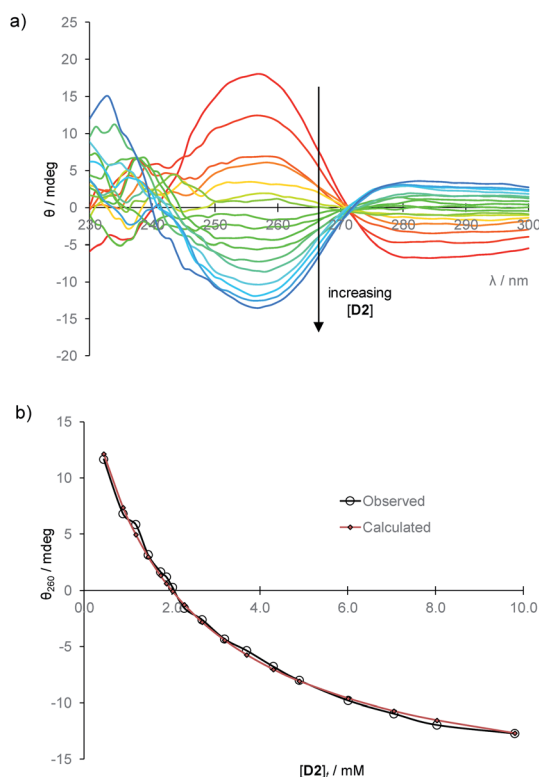 a)
25
20
15
10
5
0
-5
-10
-15
-20
θ / mdeg
230 240 250 260 270 280 290 300
λ / nm
increasing
[D2]
b)
15
10
5
0
-5
-10
-15
θ260 / mdeg
0.0 2.0 4.0 6.0 8.0 10.0
Observed
Calculated
[D2] / mM